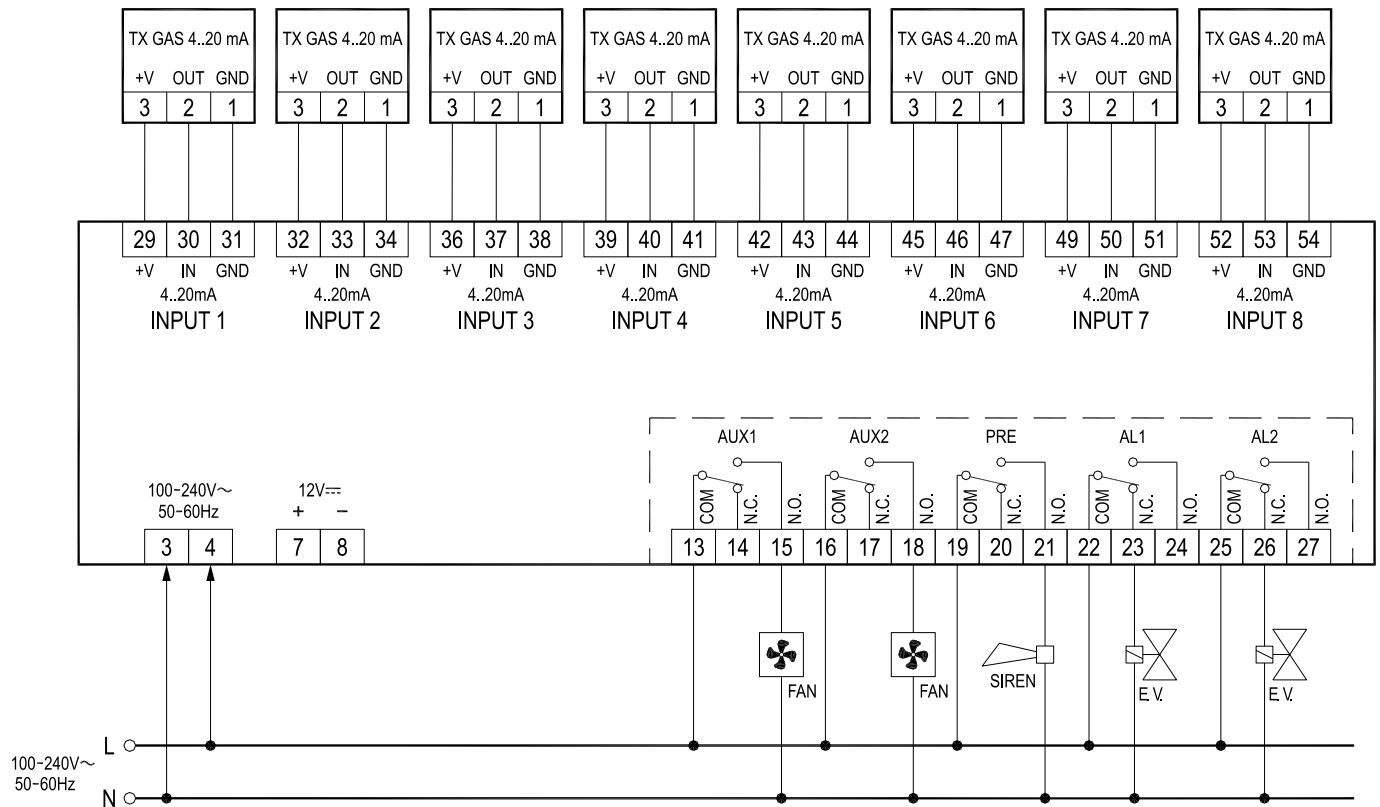 TX GAS 4..20 mA TX GAS 4..20 mA TX GAS 4..20 mA TX GAS 4..20 mA TX GAS 4..20 mA TX GAS 4..20 mA TX GAS 4..20 mA TX GAS 4..20 mA
+V OUT GND +V OUT GND +V OUT GND +V OUT GND +V OUT GND +V OUT GND +V OUT GND +V OUT GND
3 2 1 3 2 1 3 2 1 3 2 1 3 2 1 3 2 1 3 2 1 3 2 1
29 30 31 32 33 34 36 37 38 39 40 41 42 43 44 45 46 47 49 50 51 52 53 54
+V IN GND +V IN GND +V IN GND +V IN GND +V IN GND +V IN GND +V IN GND +V IN GND
4..20mA 4..20mA 4..20mA 4..20mA 4..20mA 4..20mA 4..20mA 4..20mA
INPUT 1 INPUT 2 INPUT 3 INPUT 4 INPUT 5 INPUT 6 INPUT 7 INPUT 8
AUX1 AUX2 PRE AL1 AL2
COM N.C. N.O. COM N.C. N.O. COM N.C. N.O. COM N.C. N.O. COM N.C. N.O.
100-240V~ 12V⎓
50-60Hz + −
3 4 7 8 13 14 15 16 17 18 19 20 21 22 23 24 25 26 27
FAN FAN SIREN E.V. E.V.
L
100-240V~
50-60Hz
N